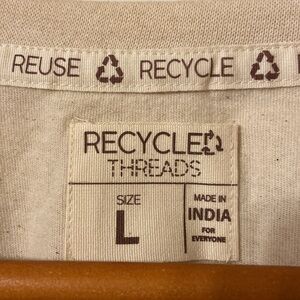 REUSE RECYCLE
RECYCLED
THREADS
SIZE
L
MADE IN
INDIA
FOR
EVERYONE